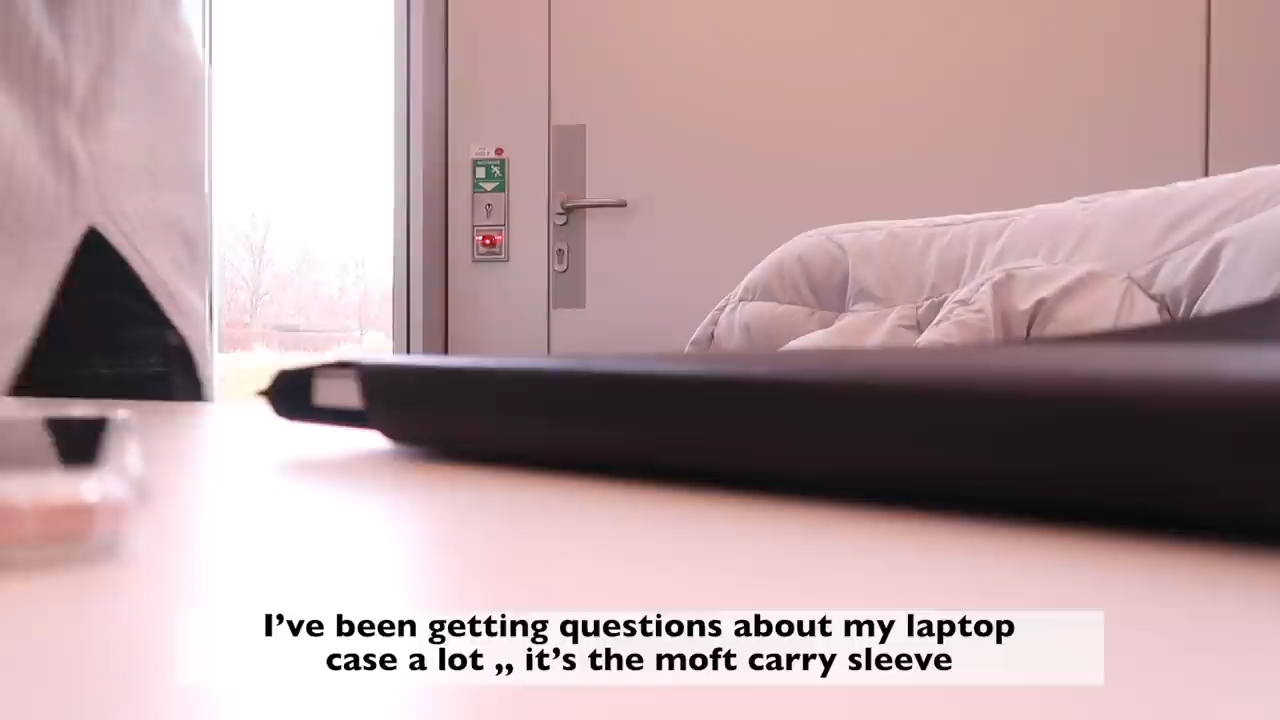 I’ve been getting questions about my laptop
case a lot ,, it’s the moft carry sleeve